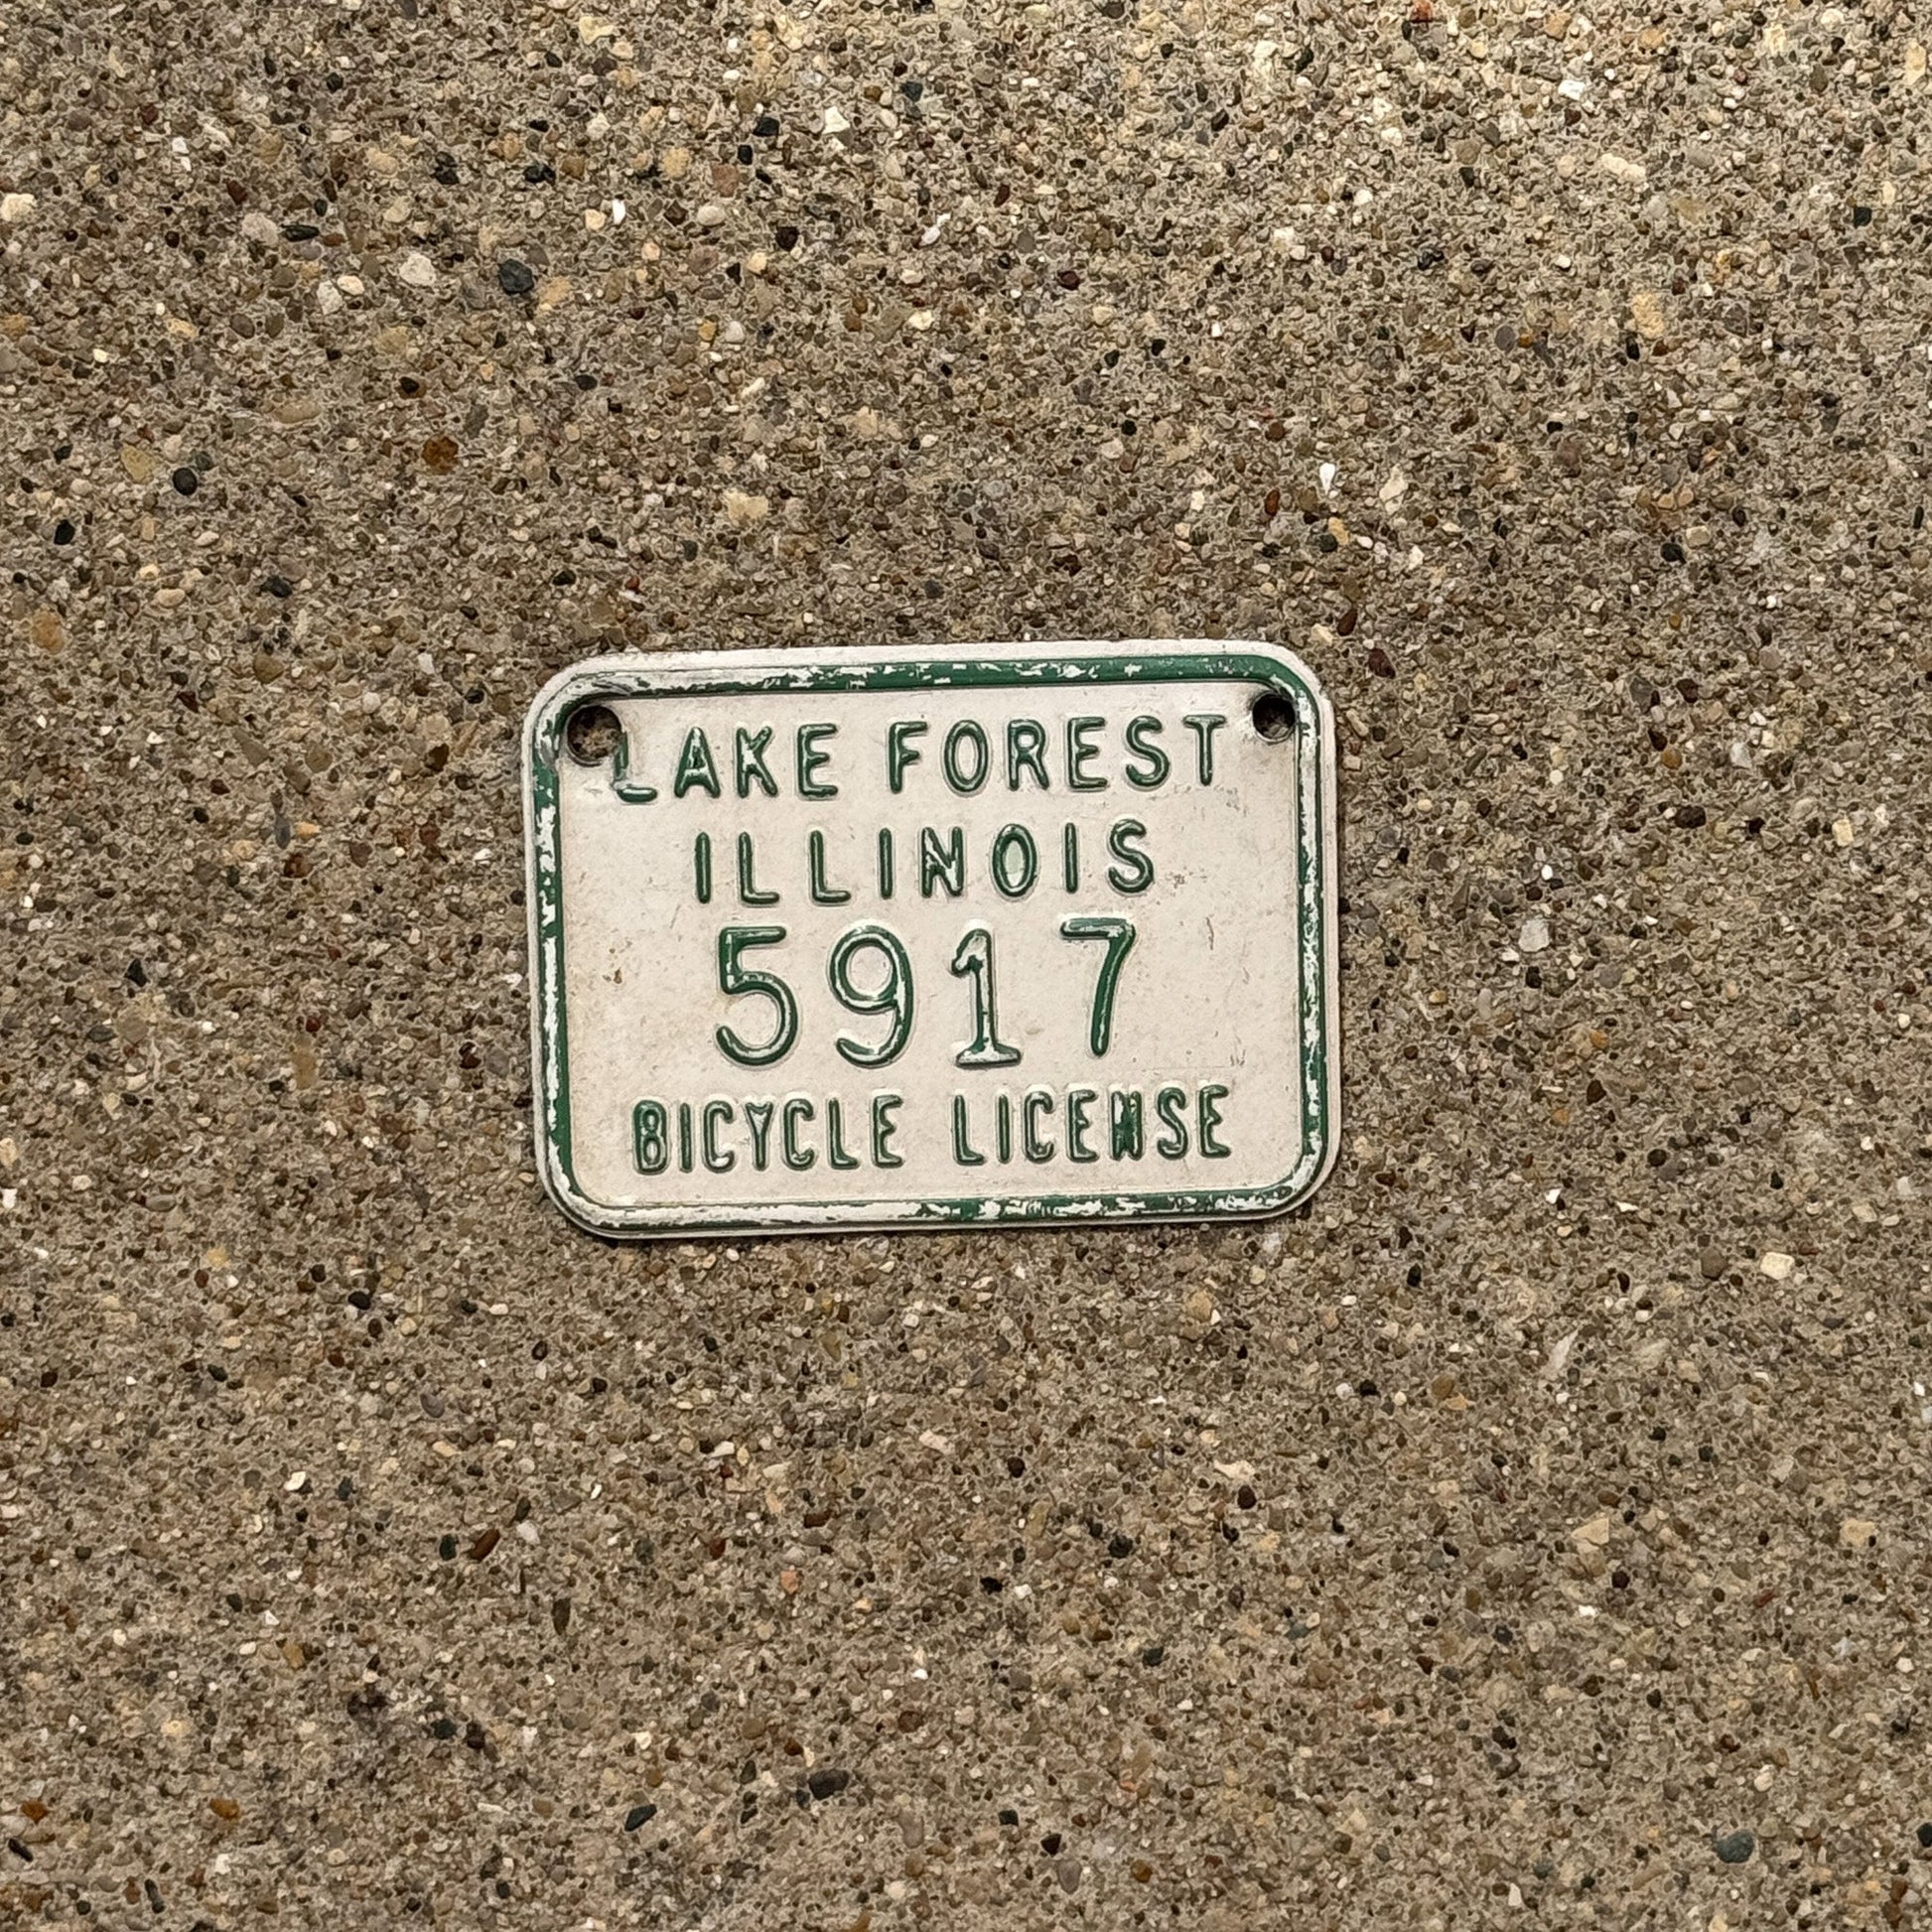 LAKE FOREST
ILLINOIS
5917
BICYCLE LICENSE